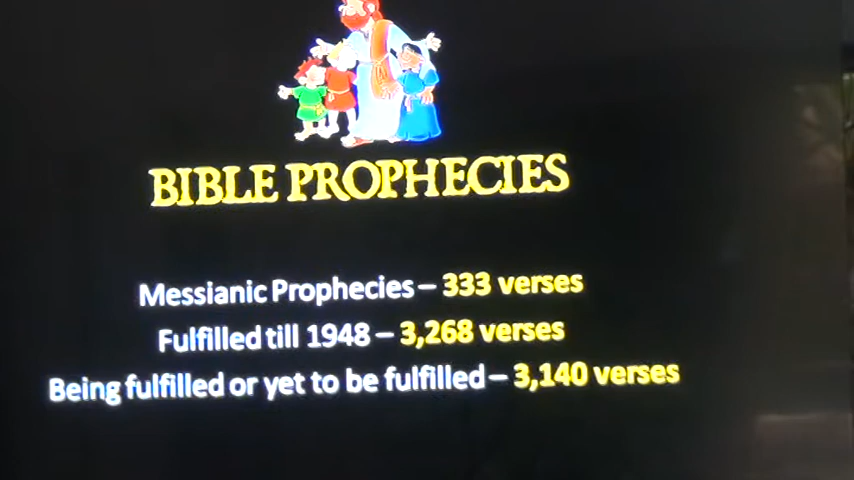 BIBLE PROPHECIES
Messianic Prophecies – 333 verses
Fulfilled till 1948 – 3,268 verses
Being fulfilled or yet to be fulfilled – 3,140 verses